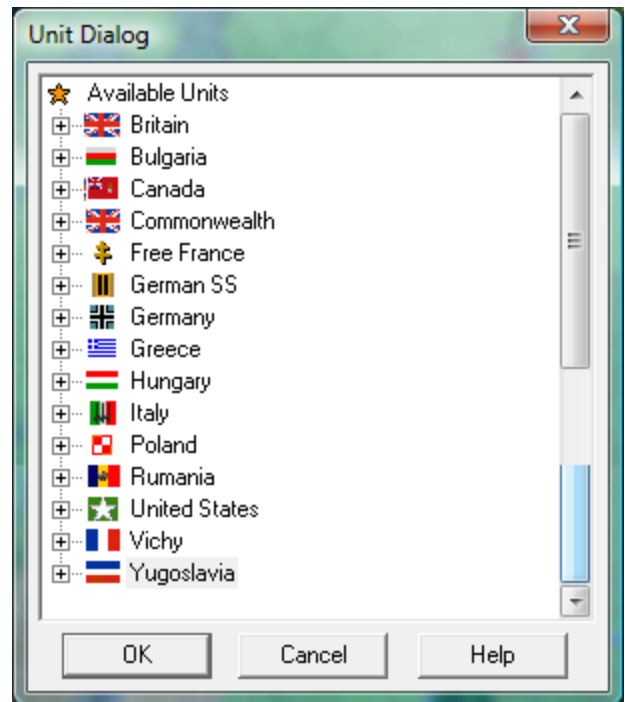 Unit Dialog
Available Units
Britain
Bulgaria
Canada
Commonwealth
Free France
German SS
Germany
Greece
Hungary
Italy
Poland
Rumania
United States
Vichy
Yugoslavia
OK Cancel Help